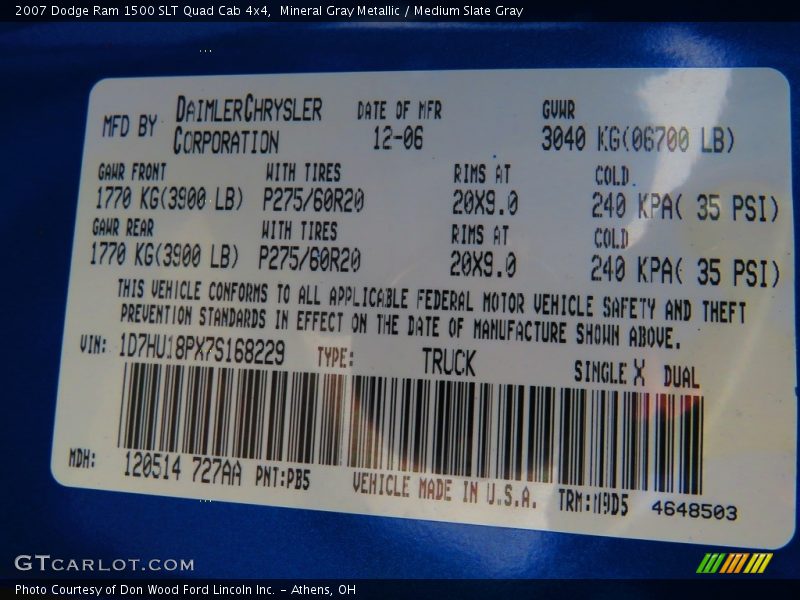 2007 Dodge Ram 1500 SLT Quad Cab 4x4, Mineral Gray Metallic / Medium Slate Gray
MFD BY DAIMLERCHRYSLER CORPORATION DATE OF MFR 12-06 GVWR 3040 KG(06700 LB)
GAWR FRONT WITH TIRES RIMS AT COLD
1770 KG(3900 LB) P275/60R20 20X9.0 240 KPA( 35 PSI)
GAWR REAR WITH TIRES RIMS AT COLD
1770 KG(3900 LB) P275/60R20 20X9.0 240 KPA( 35 PSI)
THIS VEHICLE CONFORMS TO ALL APPLICABLE FEDERAL MOTOR VEHICLE SAFETY AND THEFT
PREVENTION STANDARDS IN EFFECT ON THE DATE OF MANUFACTURE SHOWN ABOVE.
VIN: 1D7HU18PX7S168229 TYPE: TRUCK SINGLE X DUAL
MDH: 120514 727AA PNT:PB5 VEHICLE MADE IN U.S.A. TRM:M9D5 4648503
GTCARLOT.COM
Photo Courtesy of Don Wood Ford Lincoln Inc. - Athens, OH